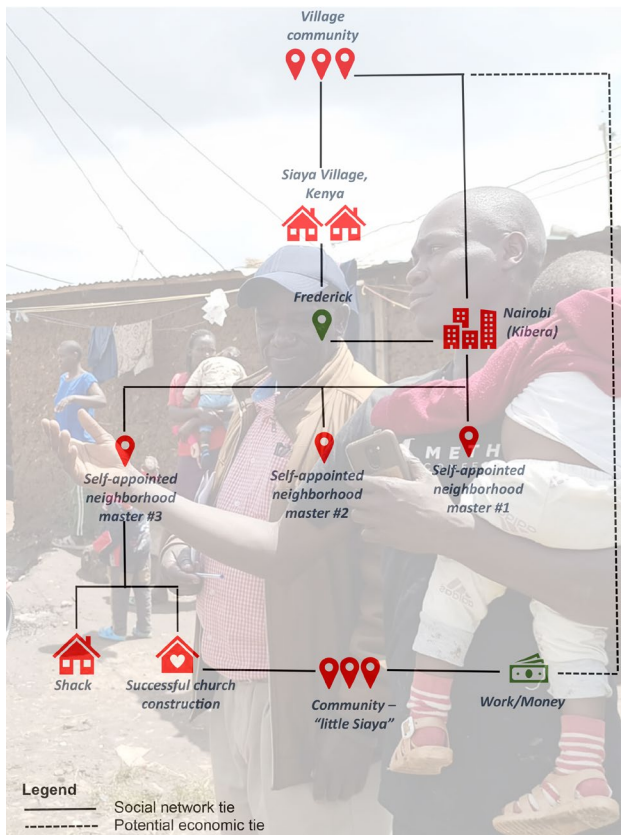 Village
community
Siaya Village,
Kenya
Frederick
Nairobi
(Kibera)
METH
Self-appointed
neighborhood
master #3
Self-appointed
neighborhood
master #2
Self-appointed
neighborhood
master #1
Shack
Successful church
construction
Community –
"little Siaya"
Work/Money
Legend
Social network tie
Potential economic tie